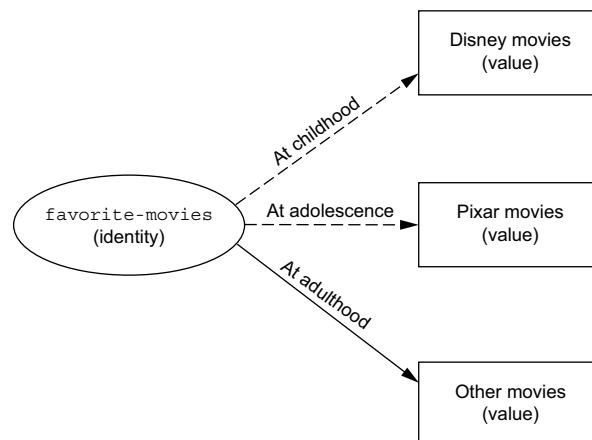 Disney movies
(value)
At childhood
favorite-movies
(identity)
At adolescence
Pixar movies
(value)
At adulthood
Other movies
(value)